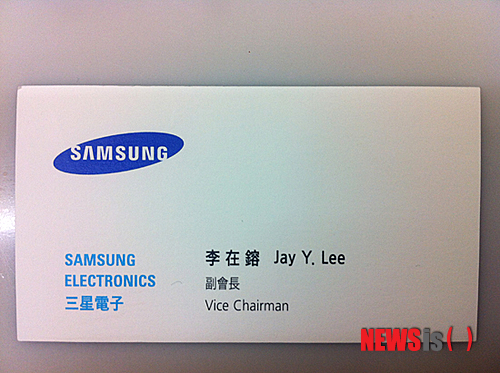 SAMSUNG
SAMSUNG
ELECTRONICS
三星電子
李在鎔 Jay Y. Lee
副會長
Vice Chairman
NEWSis( )